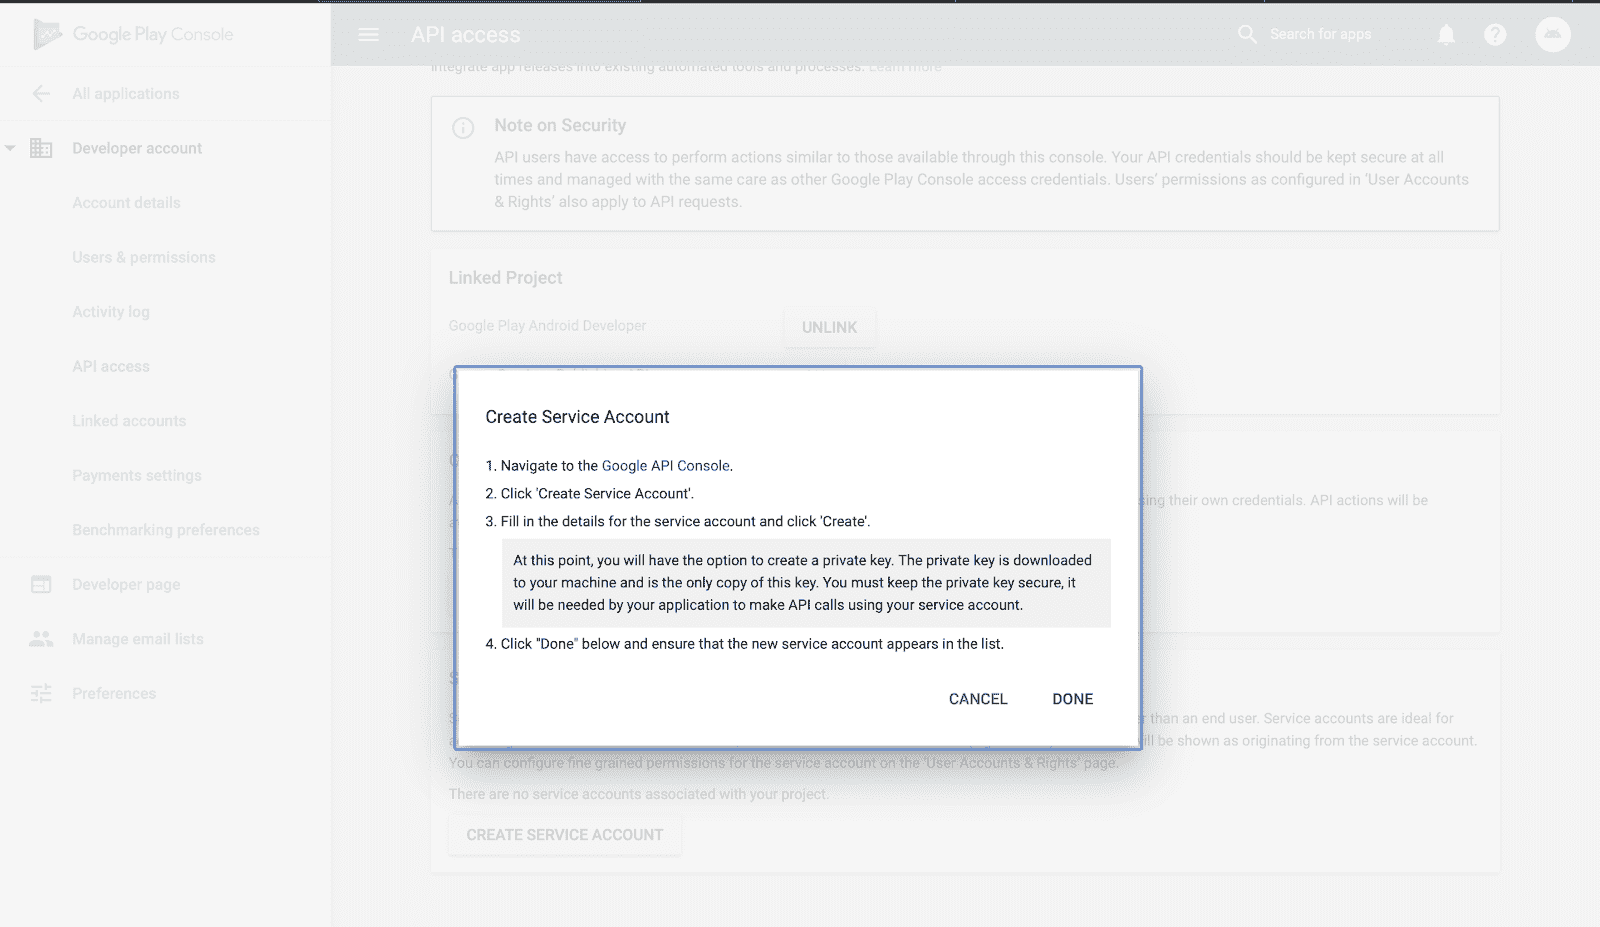 Google Play Console
API access
Search for apps
All applications
Developer account
Account details
Users & permissions
Activity log
API access
Linked accounts
Payments settings
Benchmarking preferences
Developer page
Manage email lists
Preferences
integrate app releases into existing automated tools and processes. Learn more
Note on Security
API users have access to perform actions similar to those available through this console. Your API credentials should be kept secure at all
times and managed with the same care as other Google Play Console access credentials. Users' permissions as configured in 'User Accounts
& Rights' also apply to API requests.
Linked Project
Google Play Android Developer
UNLINK
Create Service Account
1. Navigate to the Google API Console.
2. Click 'Create Service Account'.
3. Fill in the details for the service account and click 'Create'.
At this point, you will have the option to create a private key. The private key is downloaded
to your machine and is the only copy of this key. You must keep the private key secure, it
will be needed by your application to make API calls using your service account.
4. Click "Done" below and ensure that the new service account appears in the list.
CANCEL
DONE
their own credentials. API actions will be
than an end user. Service accounts are ideal for
be shown as originating from the service account.
You can configure fine grained permissions for the service account on the 'User Accounts & Rights' page.
There are no service accounts associated with your project.
CREATE SERVICE ACCOUNT